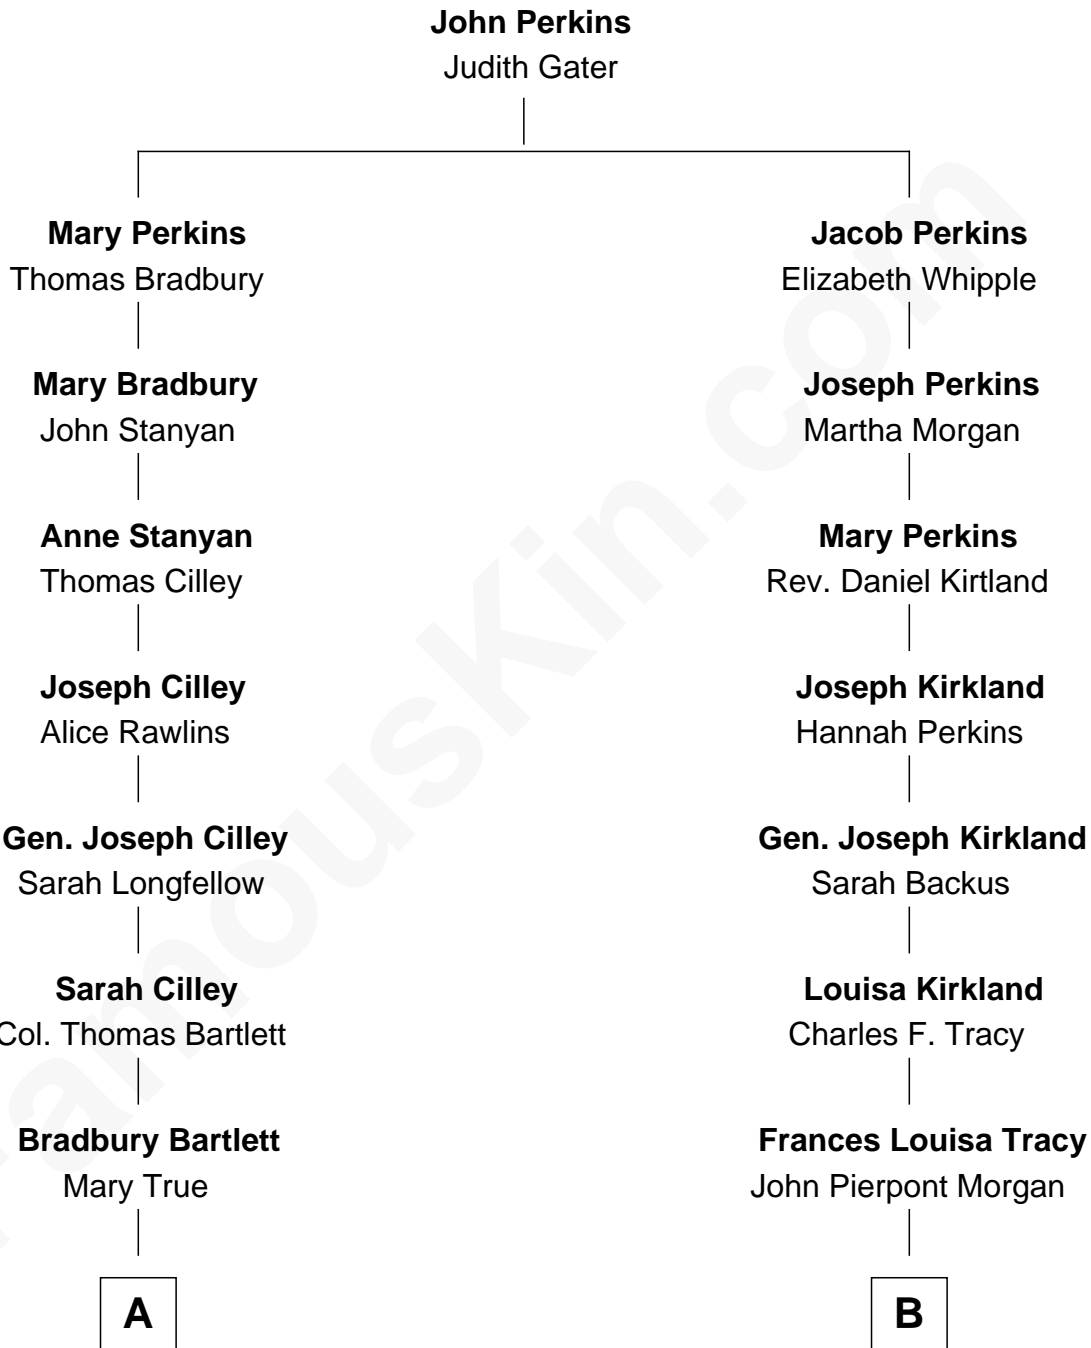 John Perkins
Judith Gater
Mary Perkins
Thomas Bradbury
Jacob Perkins
Elizabeth Whipple
Mary Bradbury
John Stanyan
Joseph Perkins
Martha Morgan
Anne Stanyan
Thomas Cilley
Mary Perkins
Rev. Daniel Kirtland
Joseph Cilley
Alice Rawlins
Joseph Kirkland
Hannah Perkins
Gen. Joseph Cilley
Sarah Longfellow
Gen. Joseph Kirkland
Sarah Backus
Sarah Cilley
Col. Thomas Bartlett
Louisa Kirkland
Charles F. Tracy
Bradbury Bartlett
Mary True
Frances Louisa Tracy
John Pierpont Morgan
A
B
FamousKin.com